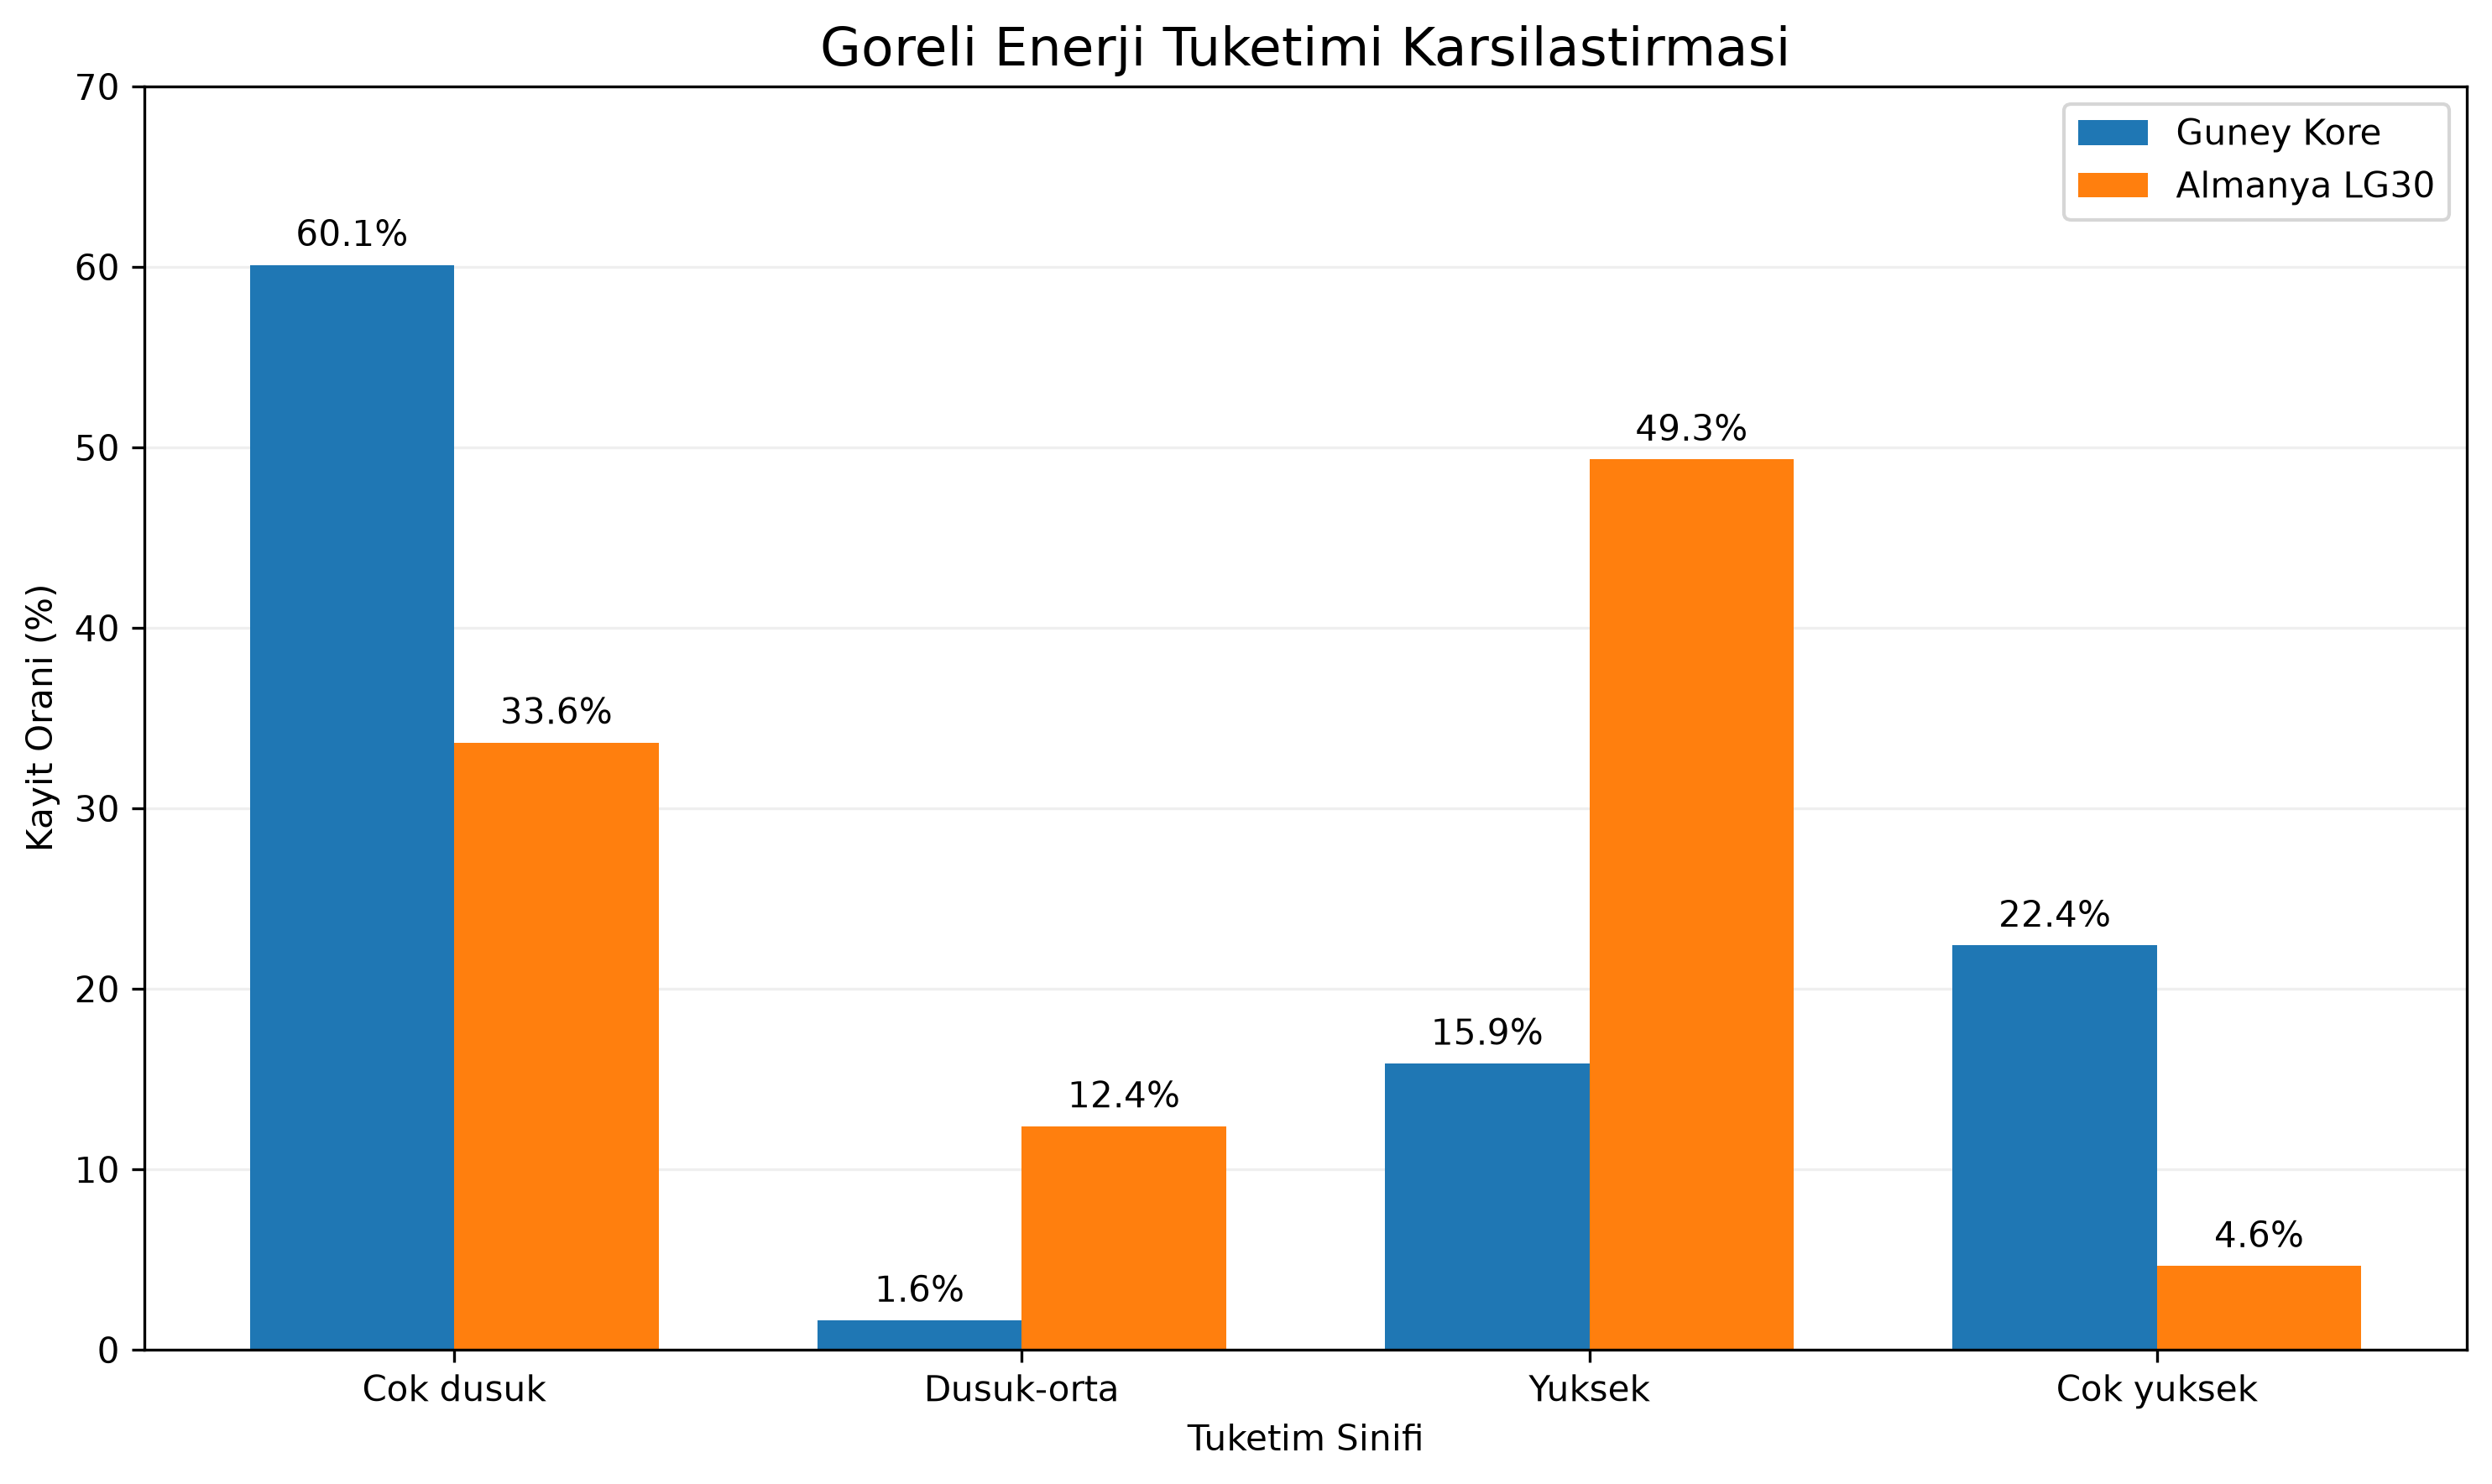 Goreli Enerji Tuketimi Karsilastirmasi
Guney Kore
Almanya LG30
Kayit Orani (%)
70
60
50
40
30
20
10
0
60.1%
33.6%
1.6%
12.4%
15.9%
49.3%
22.4%
4.6%
Cok dusuk
Dusuk-orta
Yuksek
Cok yuksek
Tuketim Sinifi